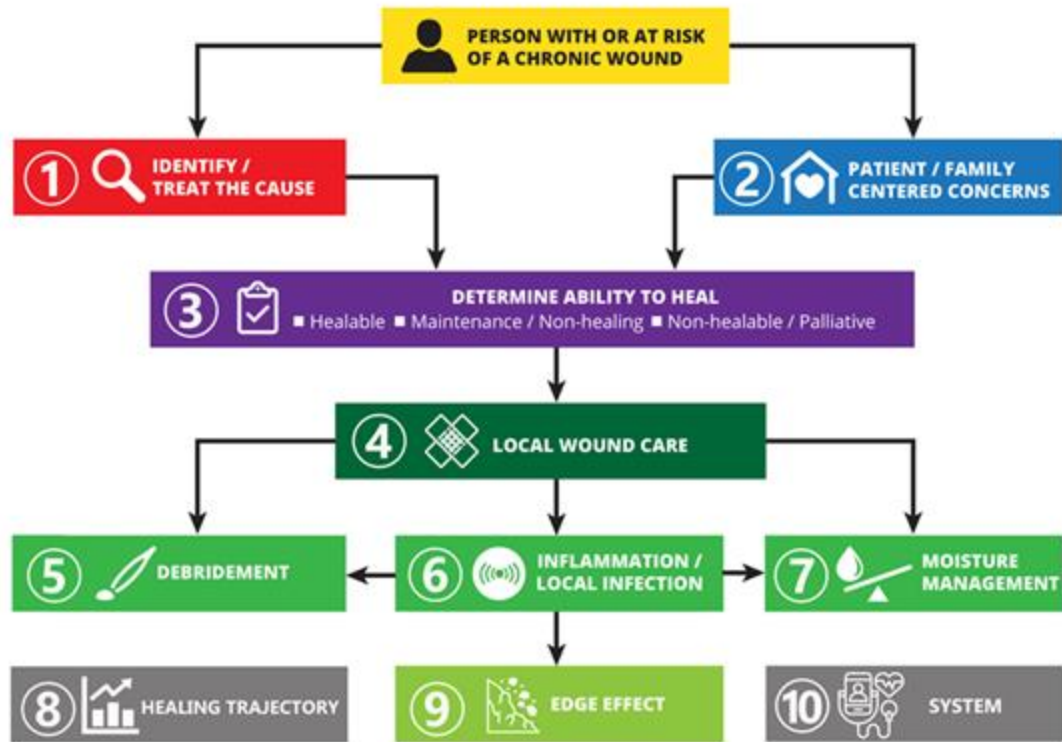 PERSON WITH OR AT RISK
OF A CHRONIC WOUND
1 IDENTIFY /
TREAT THE CAUSE
2 PATIENT / FAMILY
CENTERED CONCERNS
3 DETERMINE ABILITY TO HEAL
■ Healable ■ Maintenance / Non-healing ■ Non-healable / Palliative
4 LOCAL WOUND CARE
5 DEBRIDEMENT
6 INFLAMMATION /
LOCAL INFECTION
7 MOISTURE
MANAGEMENT
8 HEALING TRAJECTORY
9 EDGE EFFECT
10 SYSTEM